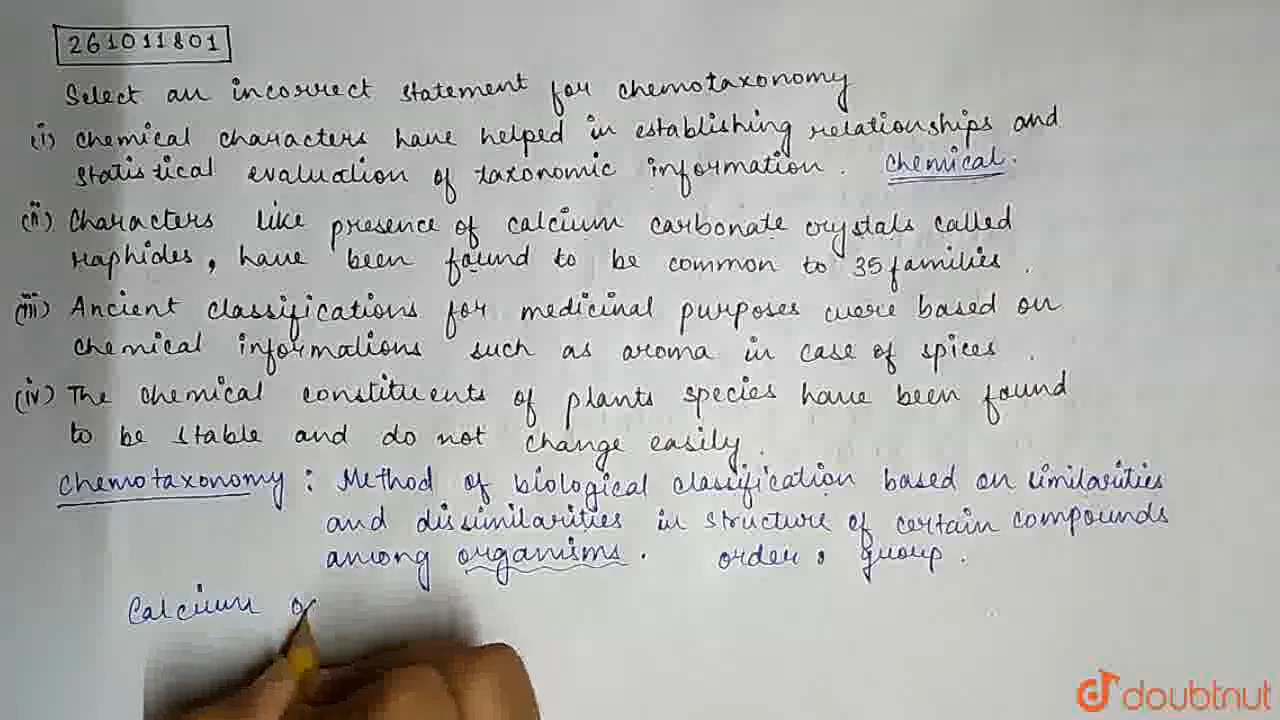 261011801
Select an incorrect statement for chemotaxonomy
(i) Chemical characters have helped in establishing relationships and
statistical evaluation of taxonomic information. Chemical.
(ii) Characters like presence of calcium carbonate crystals called
raphides, have been found to be common to 35 families.
(iii) Ancient classifications for medicinal purposes were based on
chemical informations such as aroma in case of spices.
(iv) The chemical constituents of plants species have been found
to be stable and do not change easily.
Chemotaxonomy : Method of biological classification based on similarities
and dissimilarities in structure of certain compounds
among organisms. order, group.
Calcium ox
doubtnut